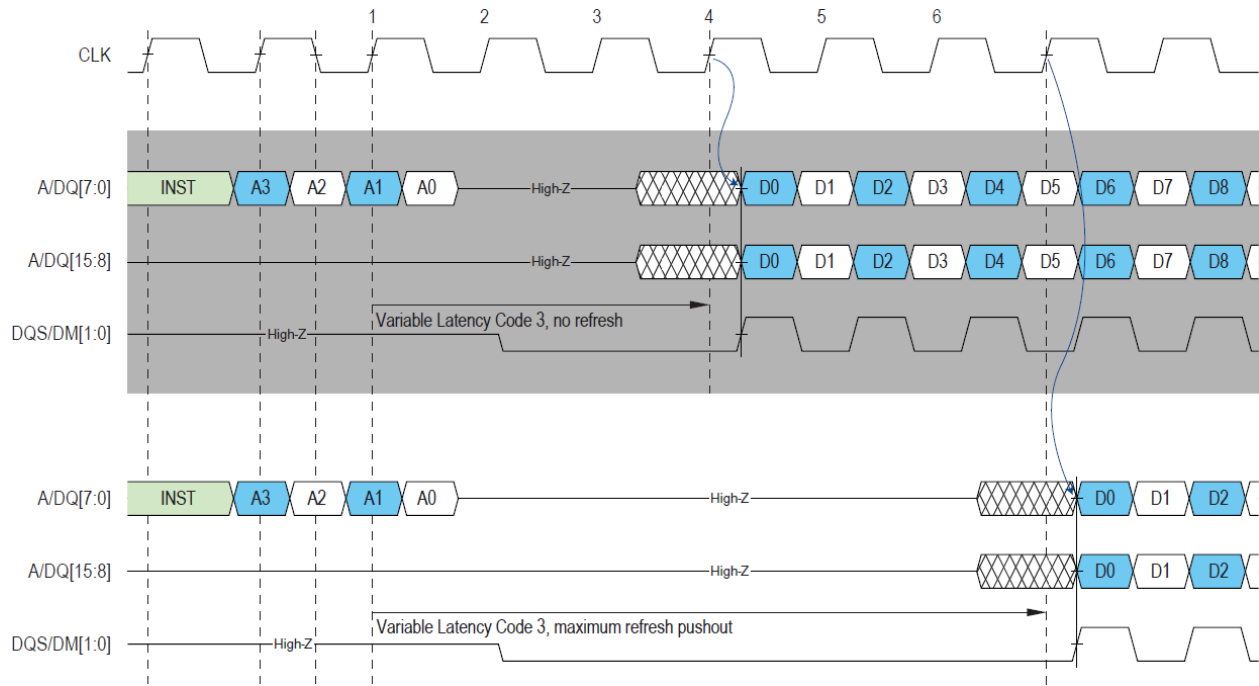 1 2 3 4 5 6
CLK
A/DQ[7:0] INST A3 A2 A1 A0 High-Z D0 D1 D2 D3 D4 D5 D6 D7 D8
A/DQ[15:8] High-Z D0 D1 D2 D3 D4 D5 D6 D7 D8
Variable Latency Code 3, no refresh
DQS/DM[1:0] High-Z
A/DQ[7:0] INST A3 A2 A1 A0 High-Z D0 D1 D2
A/DQ[15:8] High-Z D0 D1 D2
Variable Latency Code 3, maximum refresh pushout
DQS/DM[1:0] High-Z